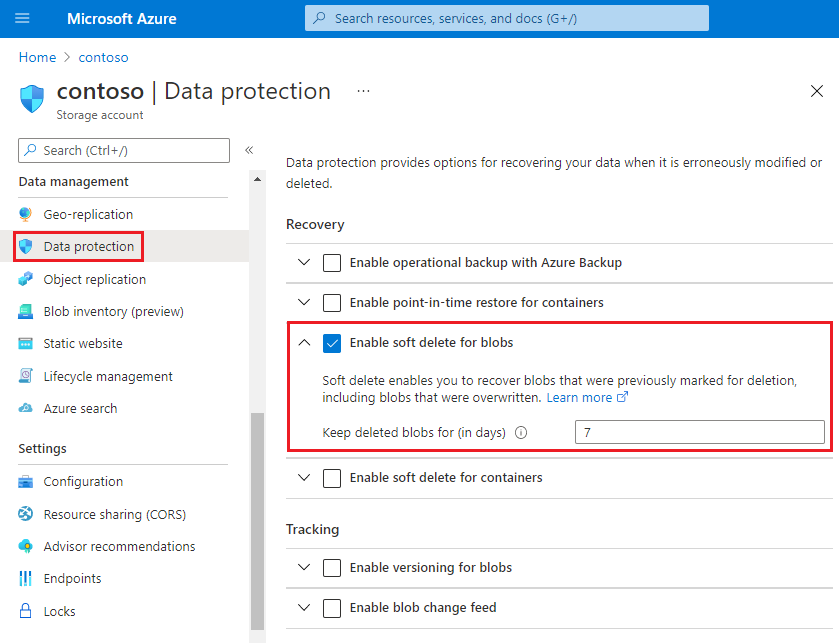 Microsoft Azure
Search resources, services, and docs (G+/)
Home > contoso
contoso | Data protection ...
Storage account
Search (Ctrl+/)
«
Data management
Geo-replication
Data protection
Object replication
Blob inventory (preview)
Static website
Lifecycle management
Azure search
Settings
Configuration
Resource sharing (CORS)
Advisor recommendations
Endpoints
Locks
Data protection provides options for recovering your data when it is erroneously modified or
deleted.
Recovery
Enable operational backup with Azure Backup
Enable point-in-time restore for containers
Enable soft delete for blobs
Soft delete enables you to recover blobs that were previously marked for deletion,
including blobs that were overwritten. Learn more
Keep deleted blobs for (in days) 7
Enable soft delete for containers
Tracking
Enable versioning for blobs
Enable blob change feed